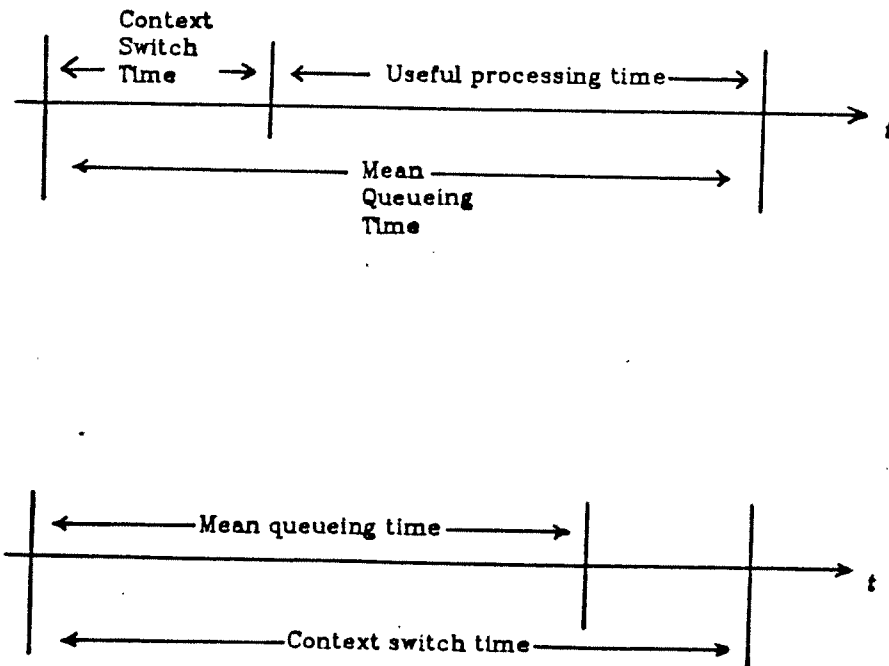 Context
Switch
Time
Useful processing time
t
Mean
Queueing
Time
Mean queueing time
t
Context switch time